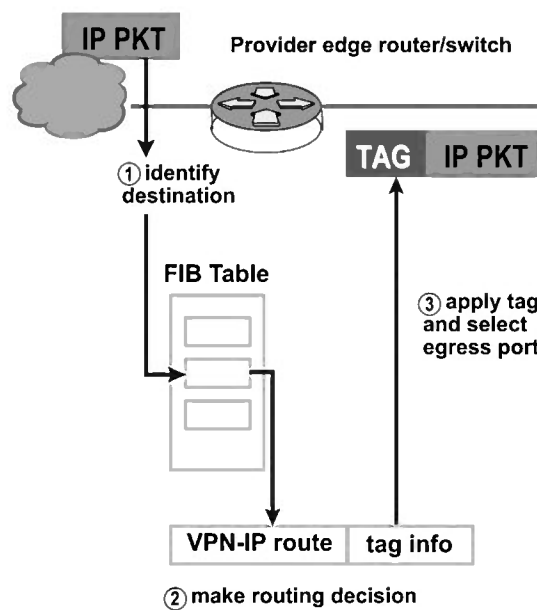 IP PKT
Provider edge router/switch
TAG IP PKT
① identify
destination
FIB Table
③ apply tag
and select
egress port
VPN-IP route tag info
② make routing decision